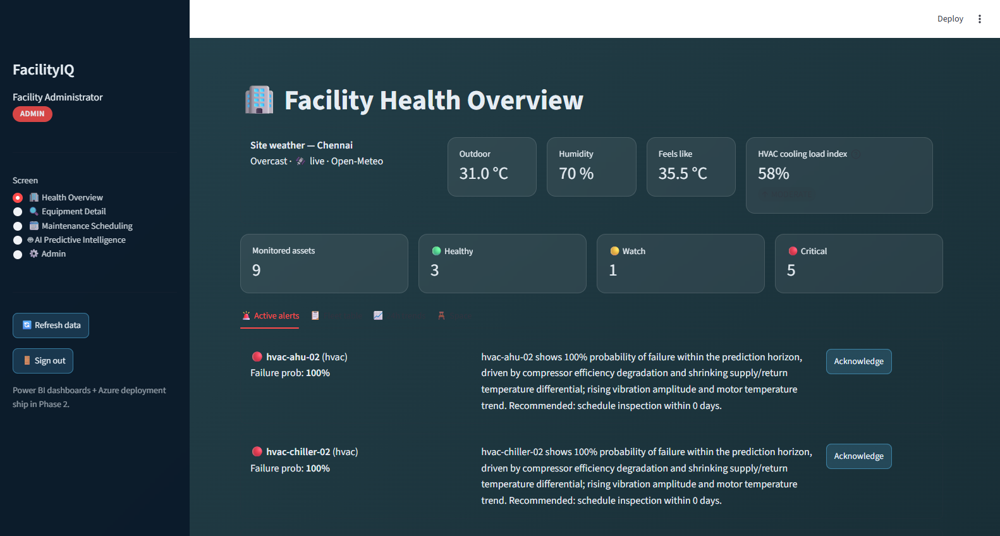 Deploy
FacilityIQ
Facility Administrator
ADMIN
Screen
Health Overview
Equipment Detail
Maintenance Scheduling
AI Predictive Intelligence
Admin
Refresh data
Sign out
Power BI dashboards + Azure deployment
ship in Phase 2.
Facility Health Overview
Site weather — Chennai
Overcast · live · Open-Meteo
Outdoor
31.0 °C
Humidity
70 %
Feels like
35.5 °C
HVAC cooling load index
58%
Monitored assets
9
Healthy
3
Watch
1
Critical
5
Active alerts
hvac-ahu-02 (hvac)
Failure prob: 100%
hvac-ahu-02 shows 100% probability of failure within the prediction horizon,
driven by compressor efficiency degradation and shrinking supply/return
temperature differential; rising vibration amplitude and motor temperature
trend. Recommended: schedule inspection within 0 days.
Acknowledge
hvac-chiller-02 (hvac)
Failure prob: 100%
hvac-chiller-02 shows 100% probability of failure within the prediction horizon,
driven by compressor efficiency degradation and shrinking supply/return
temperature differential; rising vibration amplitude and motor temperature
trend. Recommended: schedule inspection within 0 days.
Acknowledge